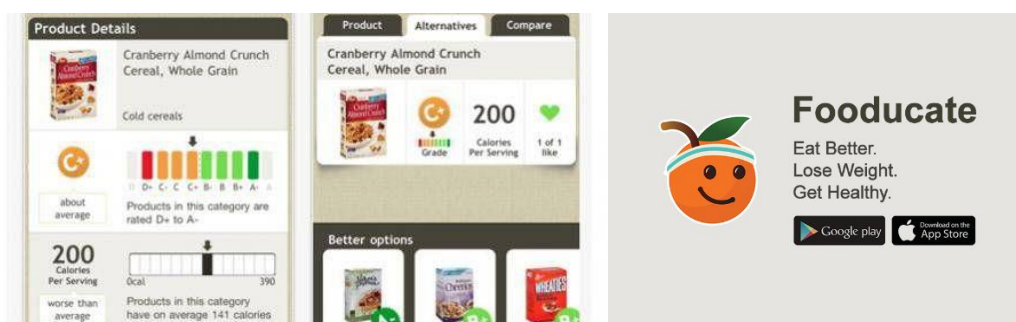 Product Details
Cranberry Almond Crunch
Cereal, Whole Grain
Cold cereals
C+
D D+ C- C C+ B- B B+ A- A
about
average
Products in this category are
rated D+ to A-
200
Calories
Per Serving
0cal 390
worse than
average
Products in this category
have on average 141 calories
Product Alternatives Compare
Cranberry Almond Crunch
Cereal, Whole Grain
C+
Grade
200
Calories
Per Serving
1 of 1
like
Better options
Cheerios
WHEATIES
A-
B+
B+
Fooducate
Eat Better.
Lose Weight.
Get Healthy.
Google play
Download on the
App Store